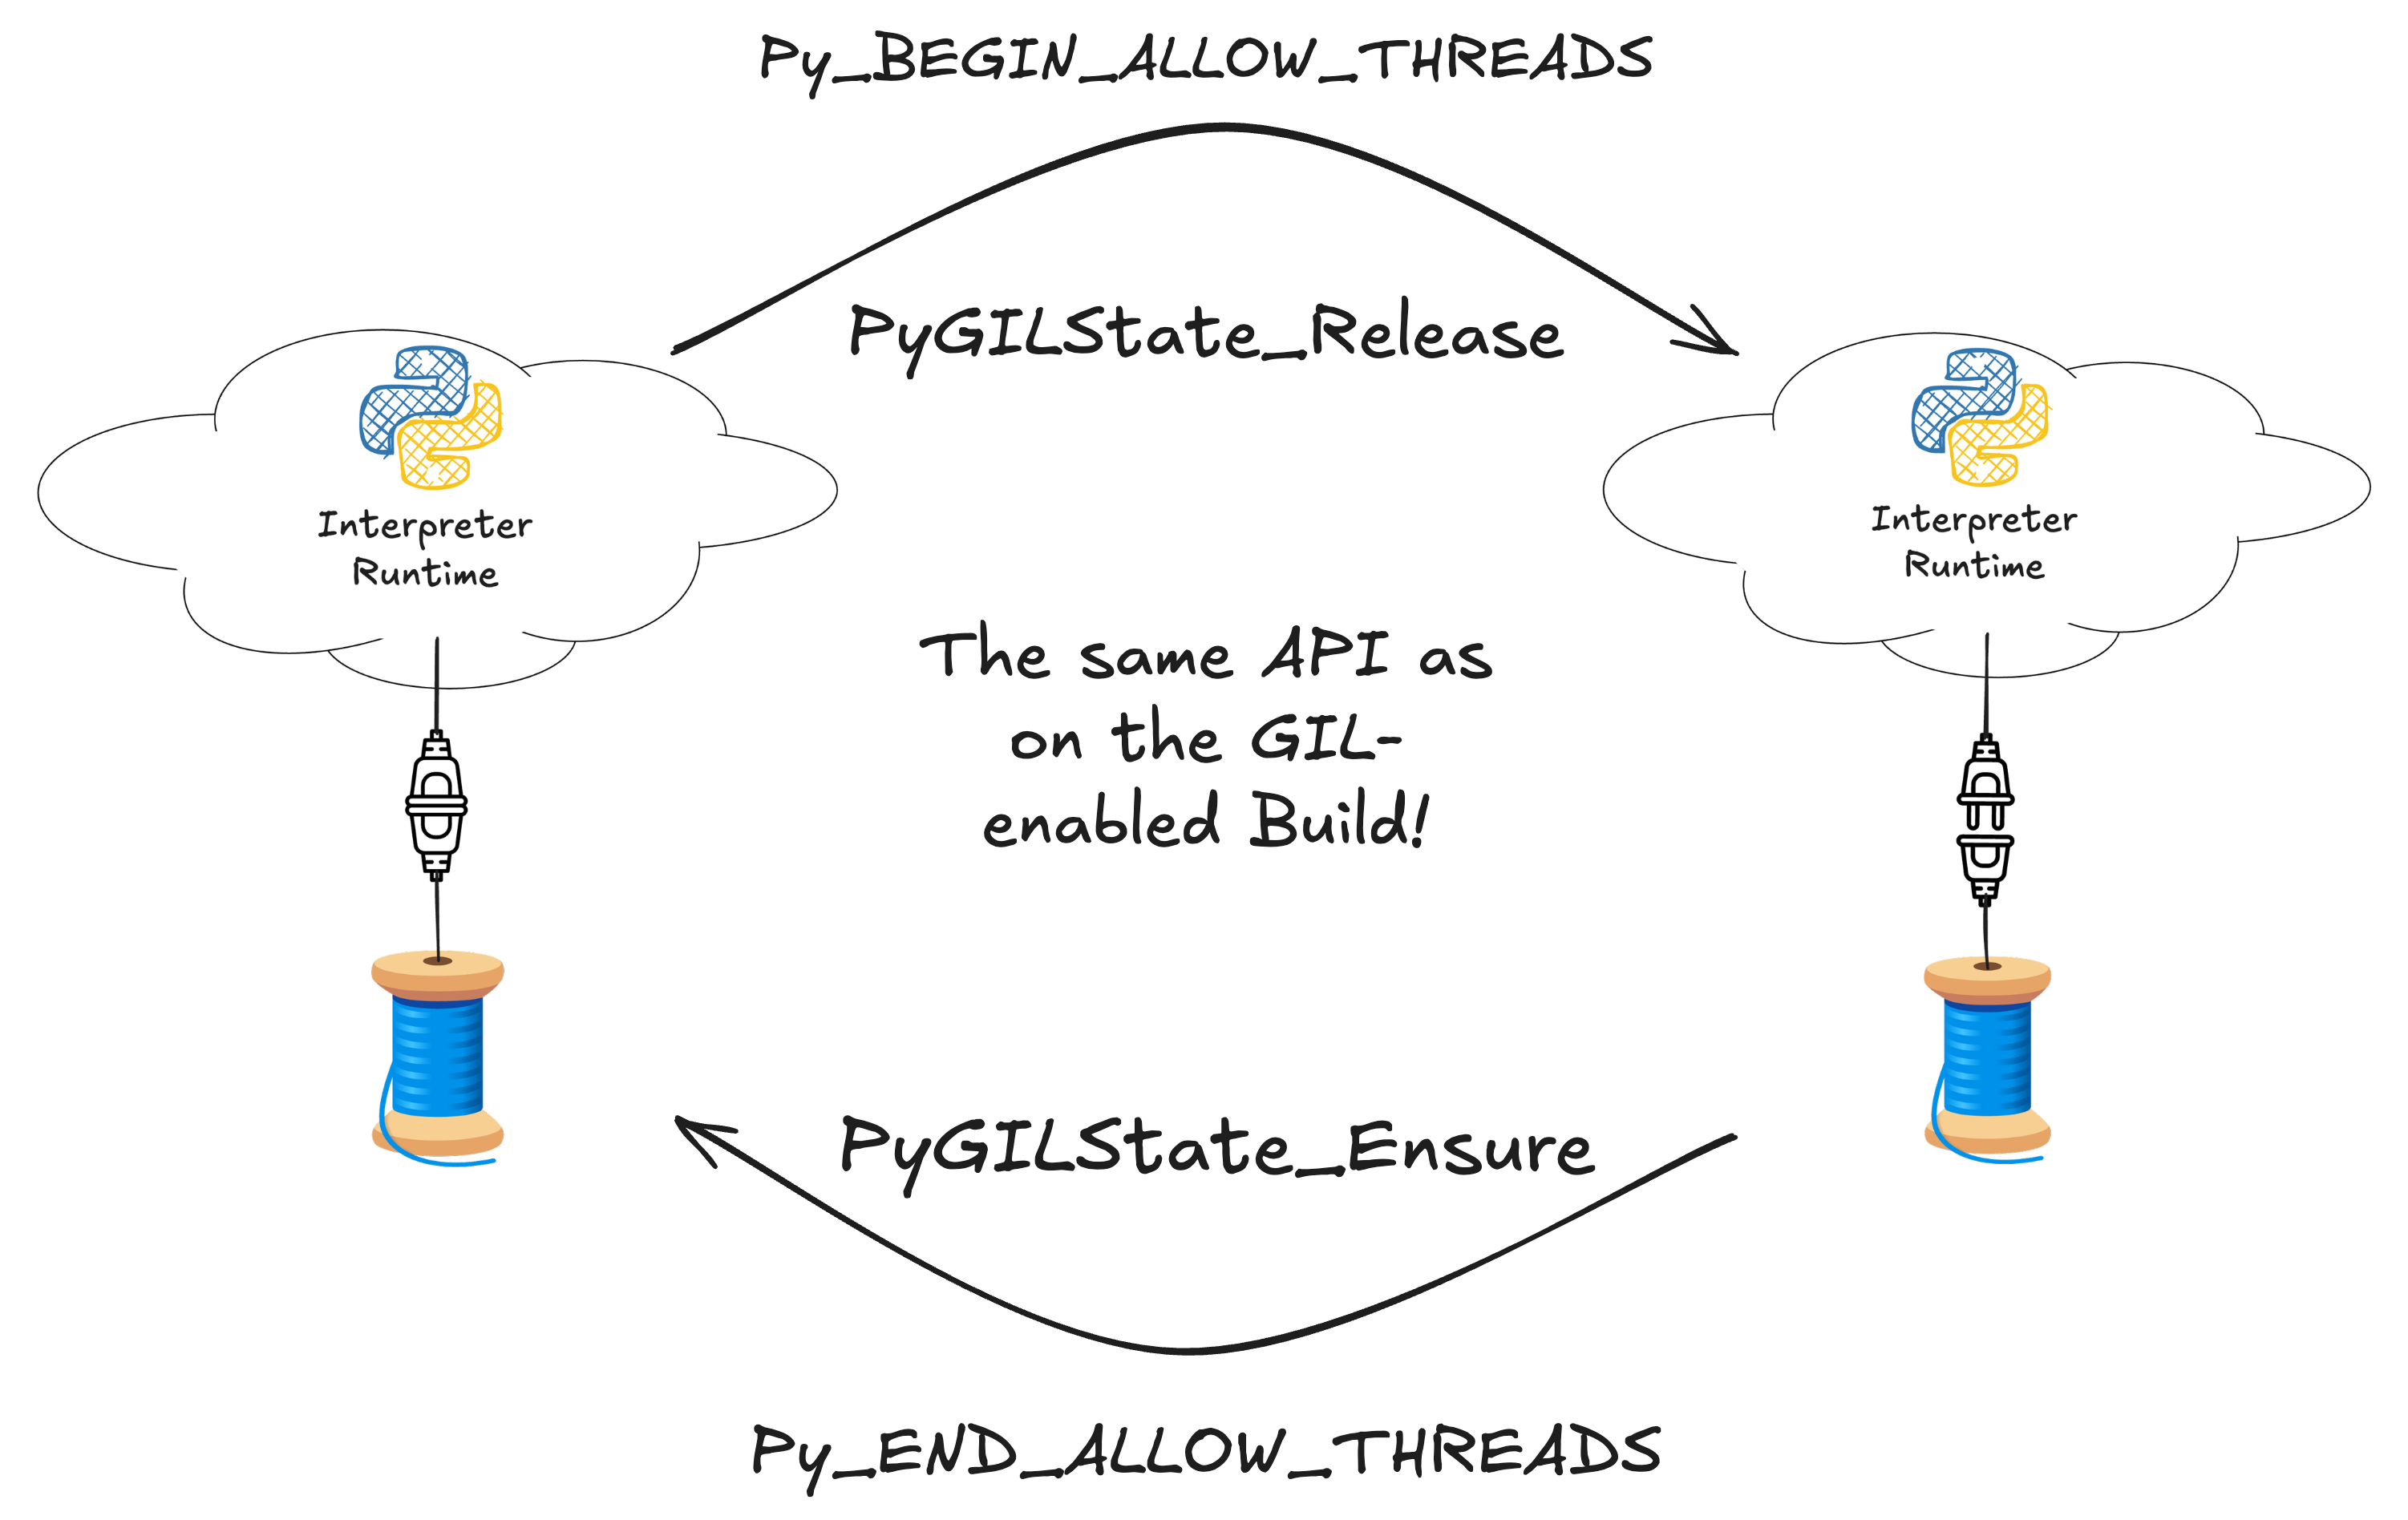 Py_BEGIN_ALLOW_THREADS
PyGILState_Release
Interpreter
Runtime
Interpreter
Runtime
The same API as
on the GIL-
enabled Build!
PyGILState_Ensure
Py_END_ALLOW_THREADS